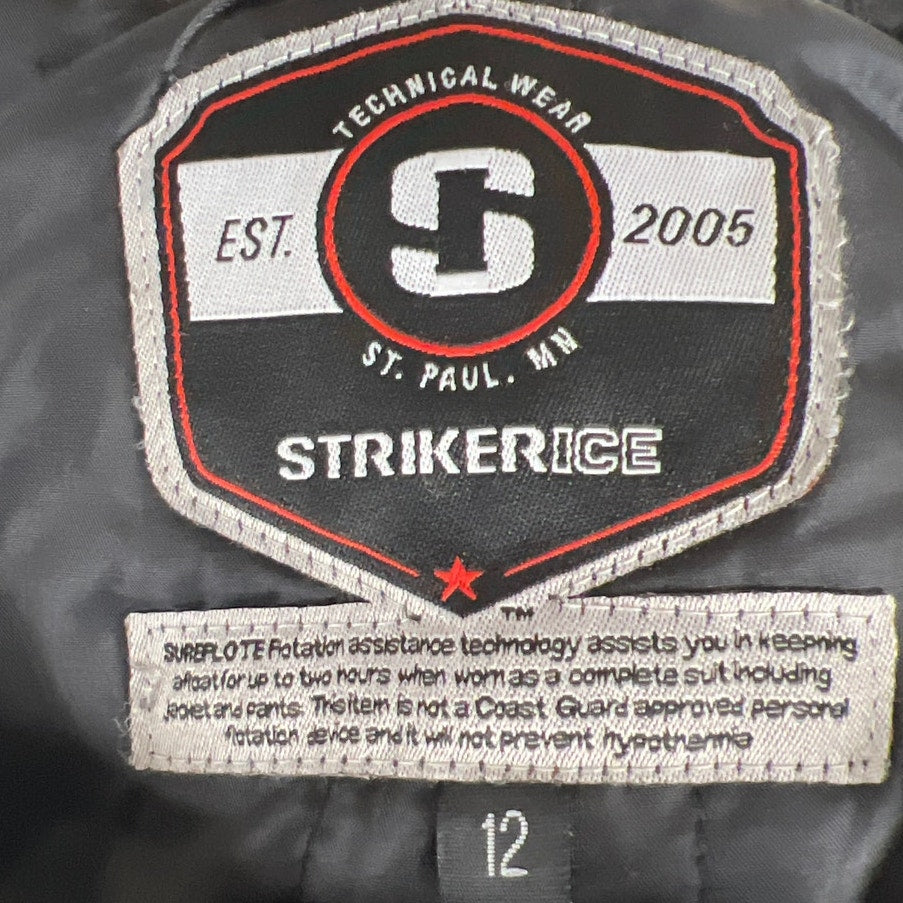 TECHNICAL WEAR
EST. S 2005
ST. PAUL. MN
STRIKERICE
™
SUREFLOTE Flotation assistance technology assists you in keepning
afloat for up to two hours when worn as a complete suit including
jacket and pants. This item is not a Coast Guard approved personal
flotation device and it will not prevent hypothermia
12